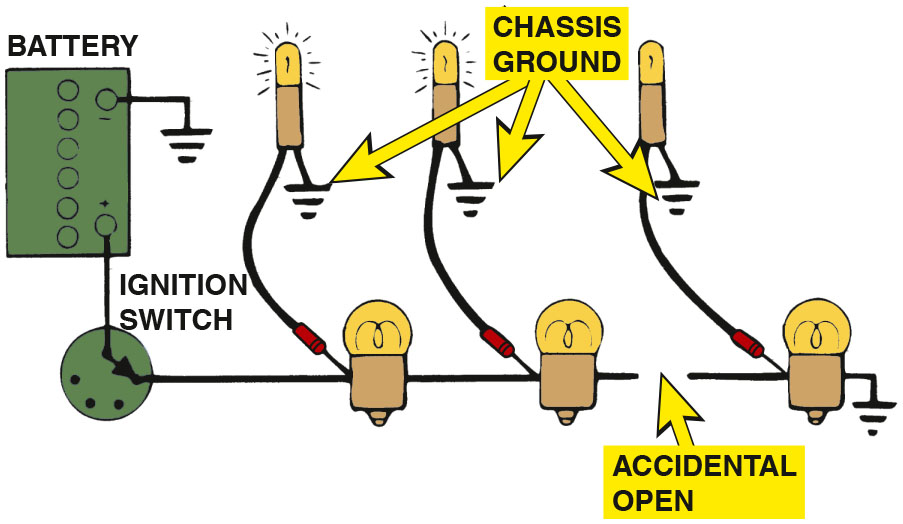 CHASSIS
GROUND
BATTERY
−
+
IGNITION
SWITCH
ACCIDENTAL
OPEN